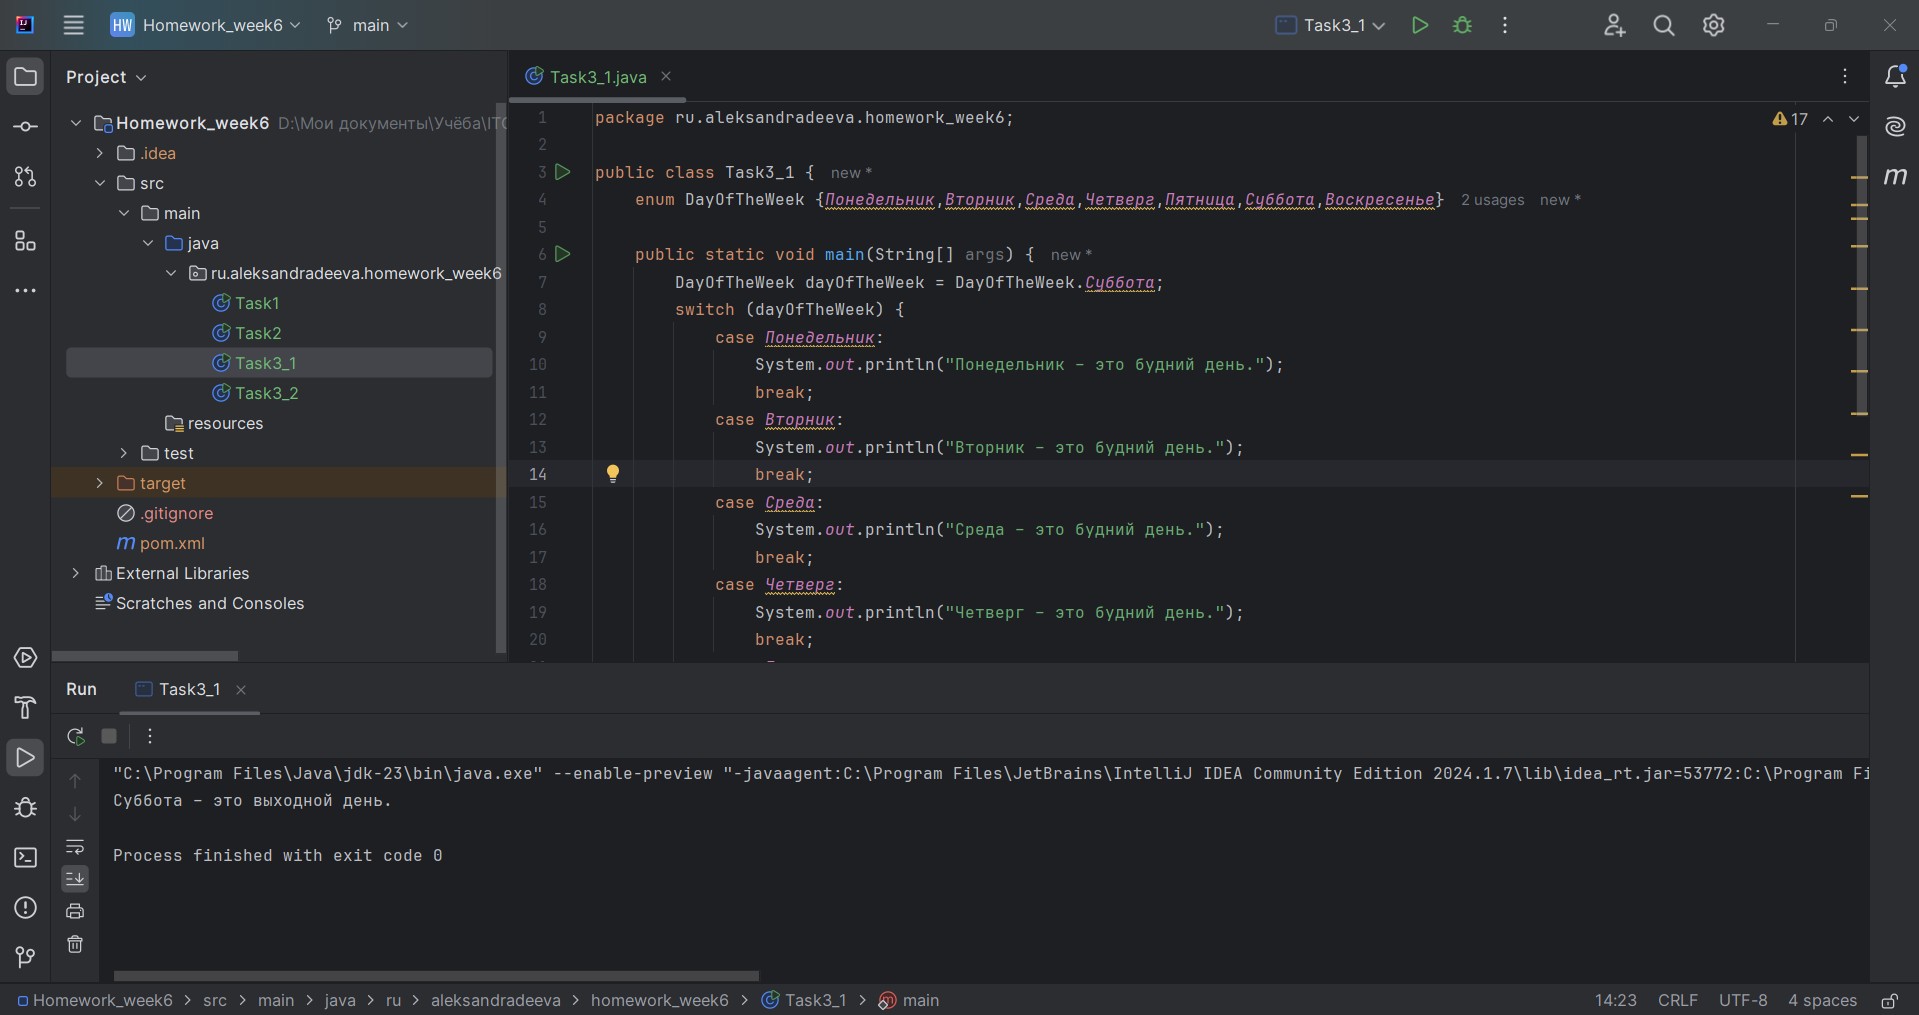 HW Homework_week6 main Task3_1
Project
Task3_1.java
Homework_week6 D:\Мои документы\Учёба\ITC
.idea
src
main
java
ru.aleksandradeeva.homework_week6
Task1
Task2
Task3_1
Task3_2
resources
test
target
.gitignore
pom.xml
External Libraries
Scratches and Consoles
17
1 package ru.aleksandradeeva.homework_week6;
2
3 public class Task3_1 { new *
4 enum DayOfTheWeek {Понедельник,Вторник,Среда,Четверг,Пятница,Суббота,Воскресенье} 2 usages new *
5
6 public static void main(String[] args) { new *
7 DayOfTheWeek dayOfTheWeek = DayOfTheWeek.Суббота;
8 switch (dayOfTheWeek) {
9 case Понедельник:
10 System.out.println("Понедельник – это будний день.");
11 break;
12 case Вторник:
13 System.out.println("Вторник – это будний день.");
14 break;
15 case Среда:
16 System.out.println("Среда – это будний день.");
17 break;
18 case Четверг:
19 System.out.println("Четверг – это будний день.");
20 break;
Run Task3_1
"C:\Program Files\Java\jdk-23\bin\java.exe" --enable-preview "-javaagent:C:\Program Files\JetBrains\IntelliJ IDEA Community Edition 2024.1.7\lib\idea_rt.jar=53772:C:\Program Fi
Суббота – это выходной день.
Process finished with exit code 0
Homework_week6 > src > main > java > ru > aleksandradeeva > homework_week6 > Task3_1 > main 14:23 CRLF UTF-8 4 spaces